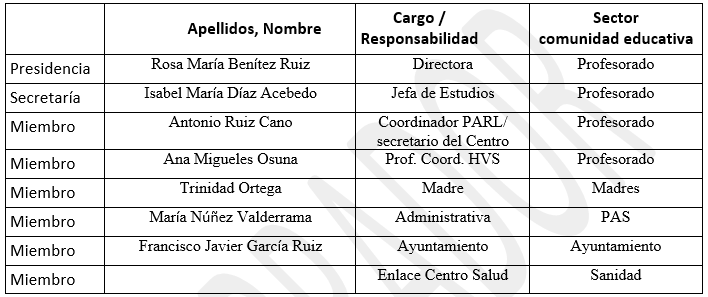 Apellidos, Nombre Cargo / Responsabilidad Sector comunidad educativa
Presidencia Rosa María Benítez Ruiz Directora Profesorado
Secretaría Isabel María Díaz Acebedo Jefa de Estudios Profesorado
Miembro Antonio Ruiz Cano Coordinador PARL/ secretario del Centro Profesorado
Miembro Ana Migueles Osuna Prof. Coord. HVS Profesorado
Miembro Trinidad Ortega Madre Madres
Miembro María Núñez Valderrama Administrativa PAS
Miembro Francisco Javier García Ruiz Ayuntamiento Ayuntamiento
Miembro Enlace Centro Salud Sanidad